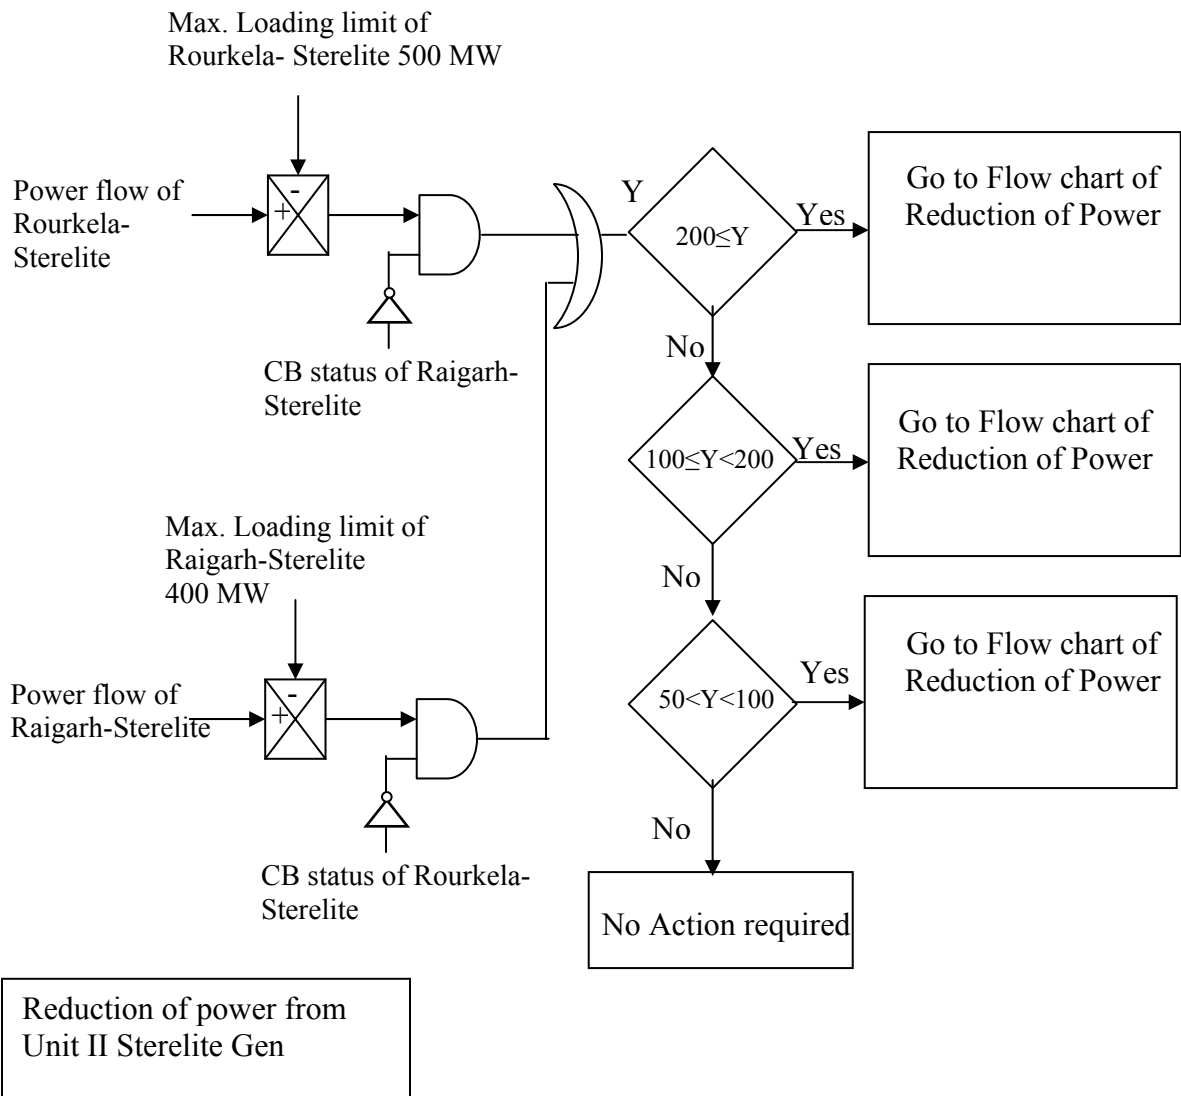 Max. Loading limit of
Rourkela- Sterelite 500 MW
Power flow of
Rourkela-
Sterelite
-
+
CB status of Raigarh-
Sterelite
Y
200≤Y
Yes
Go to Flow chart of
Reduction of Power
No
100≤Y<200
Yes
Go to Flow chart of
Reduction of Power
Max. Loading limit of
Raigarh-Sterelite
400 MW
Power flow of
Raigarh-Sterelite
-
+
CB status of Rourkela-
Sterelite
No
50<Y<100
Yes
Go to Flow chart of
Reduction of Power
No
No Action required
Reduction of power from
Unit II Sterelite Gen